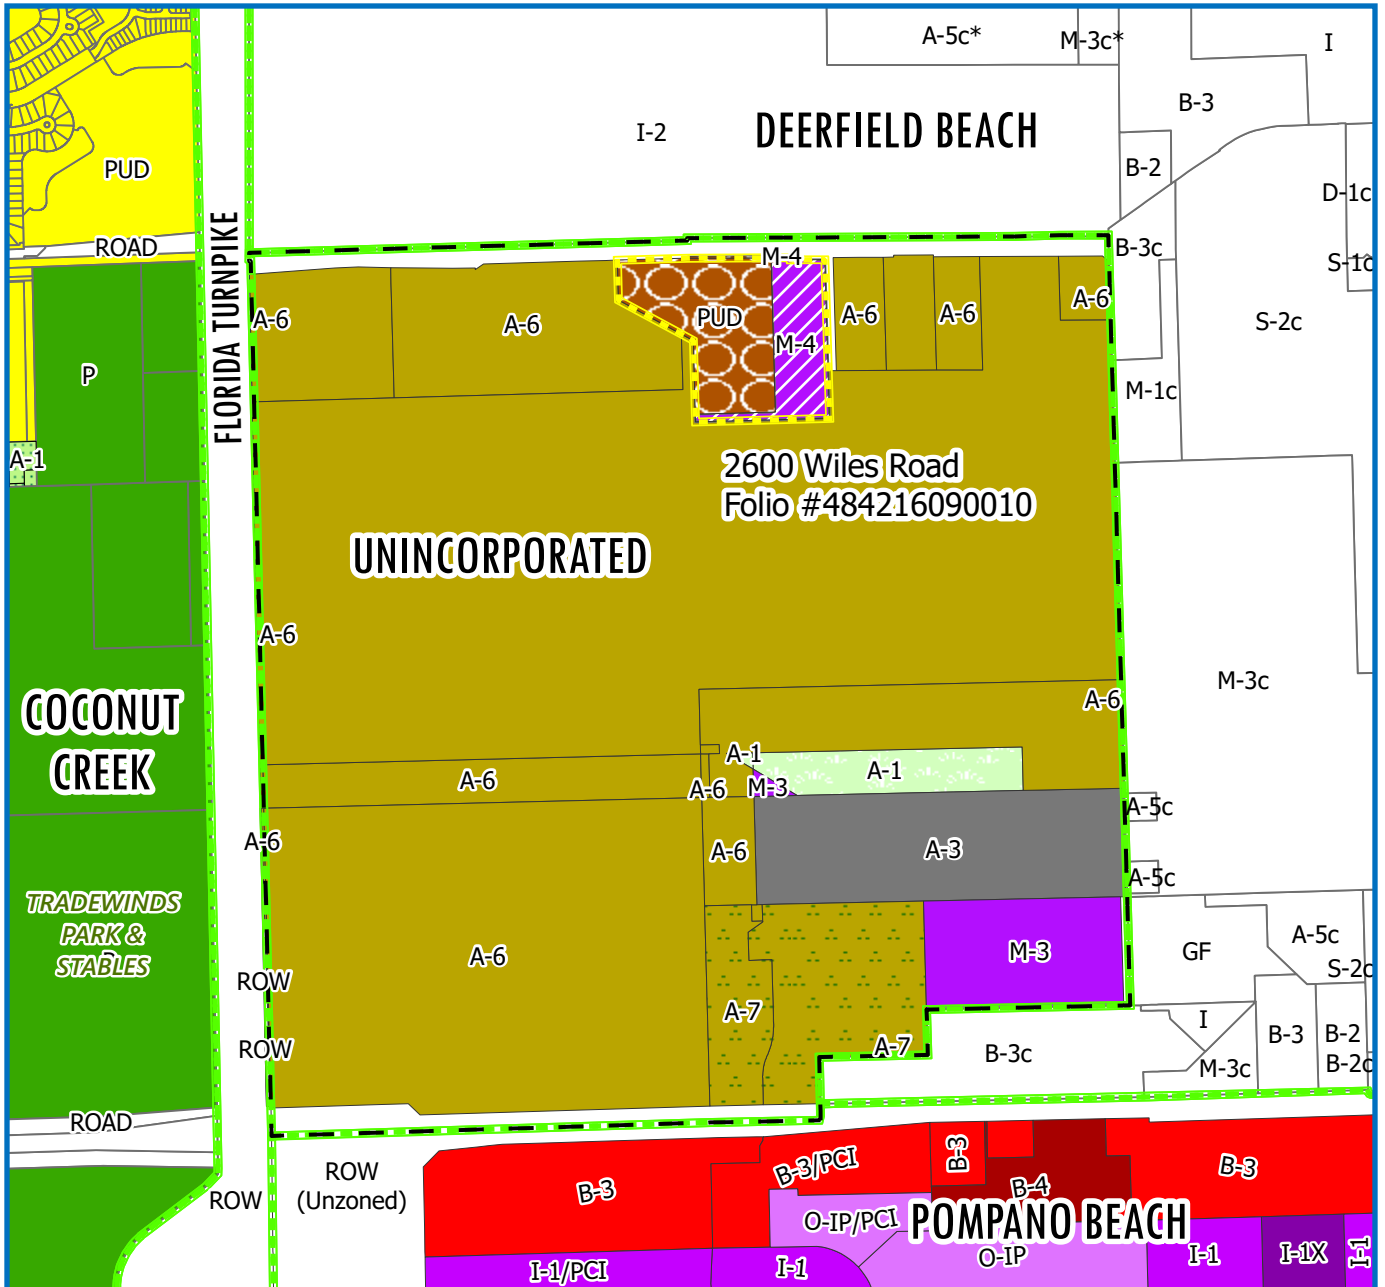 A-5c*
M-3c*
I
B-3
I-2
DEERFIELD BEACH
PUD
B-2
D-1c
ROAD
FLORIDA TURNPIKE
B-3c
M-4
S-1c
A-6
A-6
PUD
A-6
A-6
A-6
S-2c
M-4
P
M-1c
A-1
2600 Wiles Road
Folio #484216090010
UNINCORPORATED
A-6
M-3c
A-6
COCONUT
CREEK
A-1
A-1
A-6
A-6
M-3
A-5c
A-6
A-6
A-3
A-5c
TRADEWINDS
PARK &
STABLES
A-6
M-3
GF
A-5c
S-2c
ROW
A-7
I
ROW
A-7
B-3c
B-3
B-2
M-3c
B-2c
ROAD
ROW
(Unzoned)
ROW
B-3
B-3/PCI
B-3
B-4
B-3
O-IP/PCI
POMPANO BEACH
O-IP
I-1/PCI
I-1
I-1
I-1X
I-1